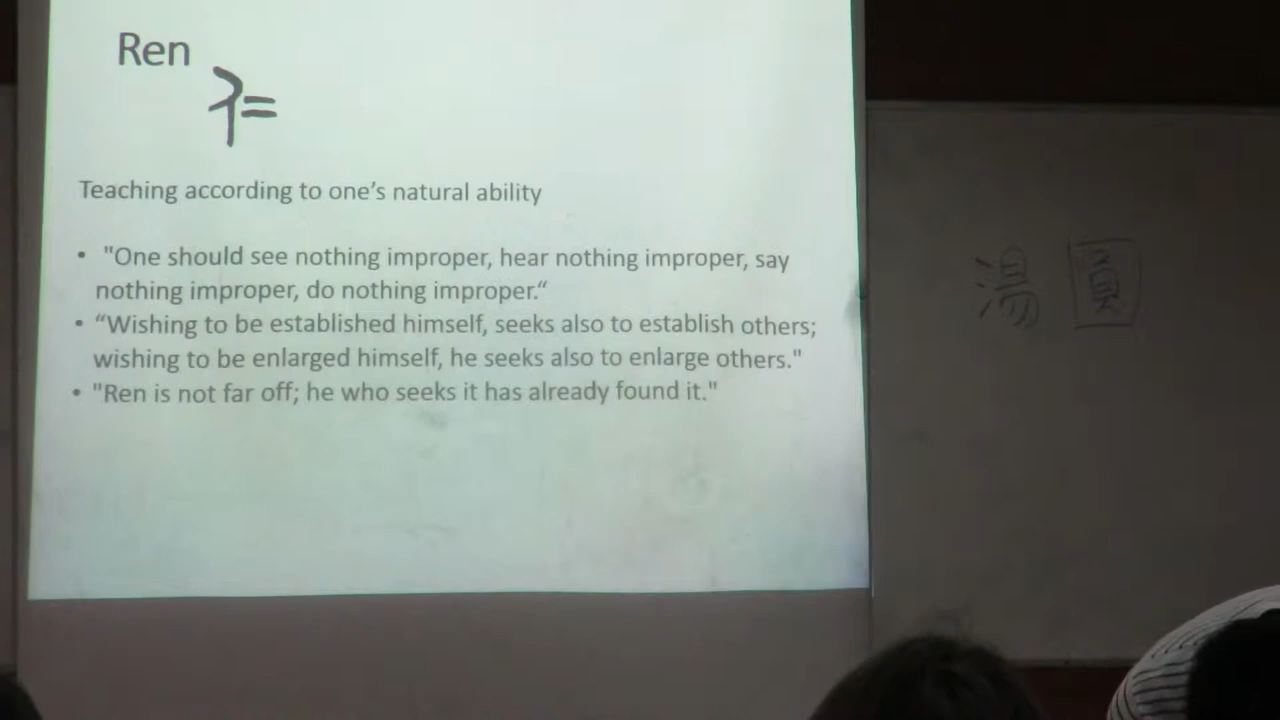 Ren
仁
Teaching according to one’s natural ability
• "One should see nothing improper, hear nothing improper, say
nothing improper, do nothing improper.“
• “Wishing to be established himself, seeks also to establish others;
wishing to be enlarged himself, he seeks also to enlarge others."
• "Ren is not far off; he who seeks it has already found it."
湯圓